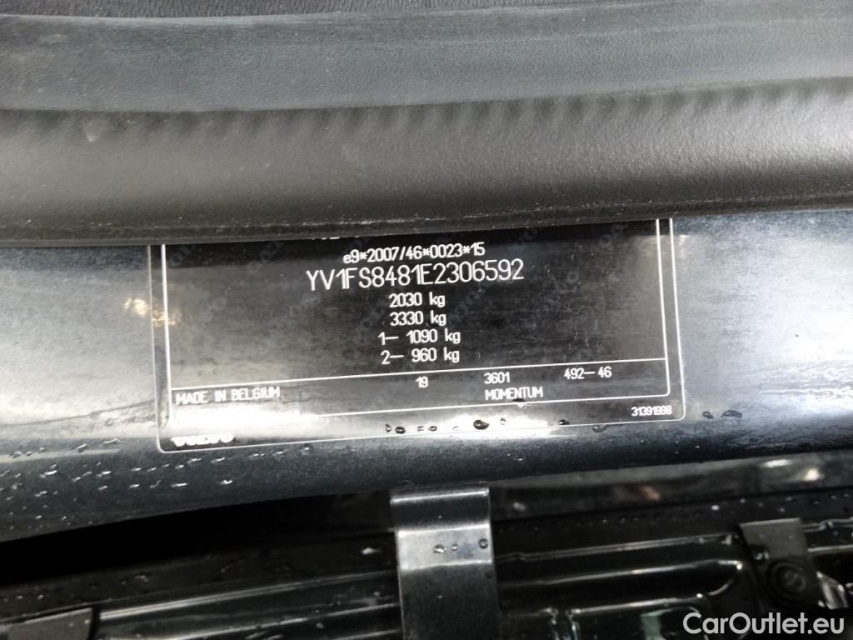 e9*2007/46*0023*15
YV1FS8481E2306592
2030 kg
3330 kg
1- 1090 kg
2- 960 kg
19 3601 492-46
MADE IN BELGIUM MOMENTUM
31391998
VOLVO
CarOutlet.eu